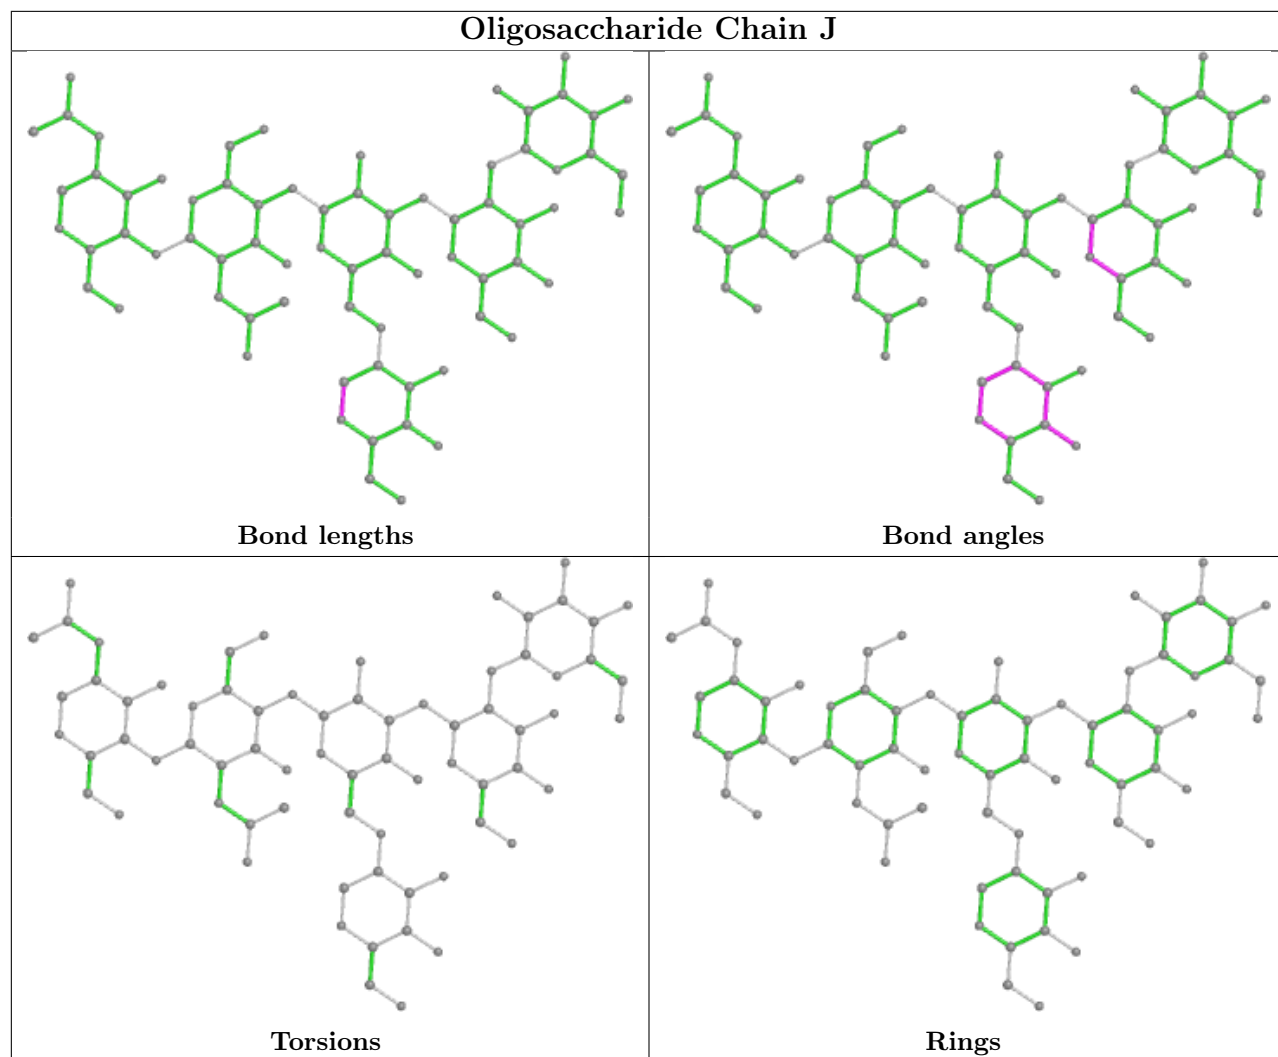 Oligosaccharide Chain J
Bond lengths
Bond angles
Torsions
Rings